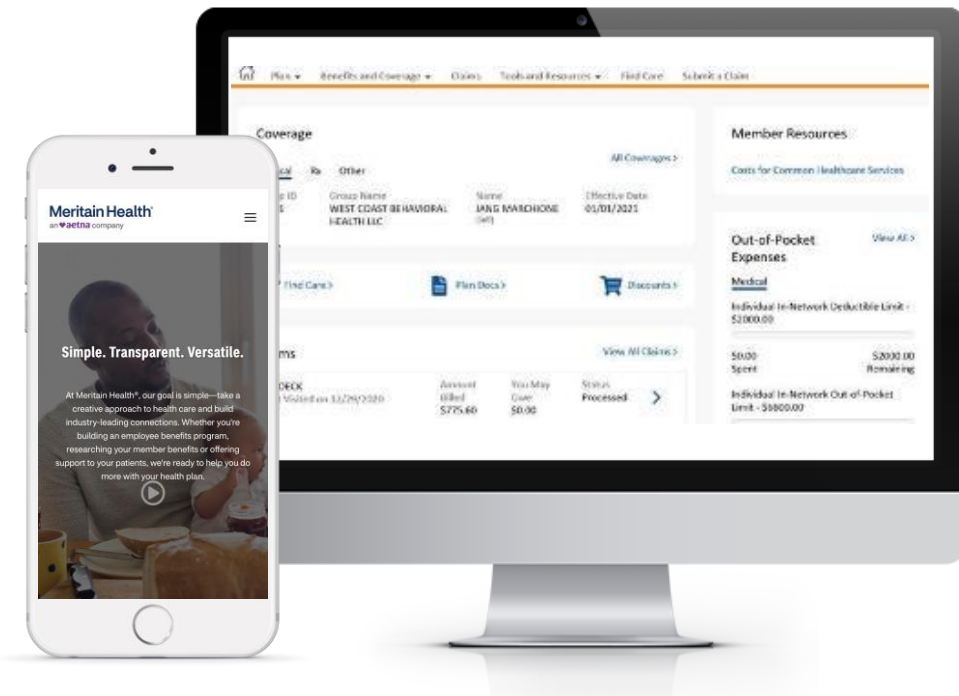 Plan
Benefits and Coverage
Claims
Tools and Resources
Find Care
Submit a Claim
Coverage
All Coverages >
Rx
Other
Group Name
WEST COAST BEHAVIORAL
HEALTH LLC
Name
Effective Date
01/01/2021
Find Care >
Plan Docs >
Discounts >
View All Claims >
Visited on 12/29/2020
Amount
Billed
$775.60
You May
Owe
$0.00
Status
Processed
Member Resources
Costs for Common Healthcare Services
Out-of-Pocket
Expenses
View All >
Medical
Individual In-Network Deductible Limit -
$2000.00
$0.00
Spent
$2000.00
Remaining
Individual In-Network Out-of-Pocket
Meritain Health®
an aetna company
Simple. Transparent. Versatile.
At Meritain Health®, our goal is simple—take a
creative approach to health care and build
industry-leading connections. Whether you're
building an employee benefits program,
researching your member benefits or offering
support to your patients, we're ready to help you do
more with your health plan.